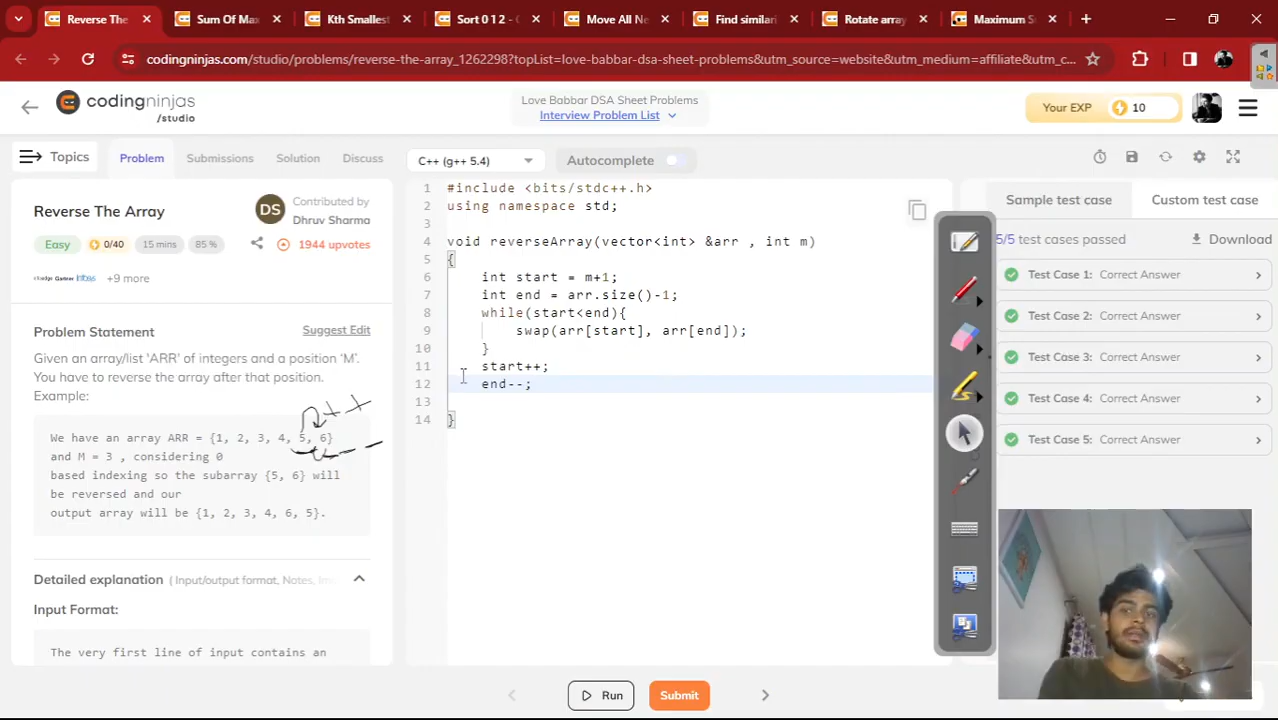 Reverse The
Sum Of Ma
Kth Smalles
Sort 0 1 2 - C
Move All Ne
Find similari
Rotate array
Maximum S
codingninjas.com/studio/problems/reverse-the-array_1262298?topList=love-babbar-dsa-sheet-problems&utm_source=website&utm_medium=affiliate&utm_c...
codingninjas
/studio
Love Babbar DSA Sheet Problems
Interview Problem List
Your EXP 10
Topics
Problem
Submissions
Solution
Discuss
C++ (g++ 5.4)
Autocomplete
Reverse The Array
DS
Contributed by
Dhruv Sharma
Easy
0/40
15 mins
85 %
1944 upvotes
+9 more
Problem Statement
Suggest Edit
Given an array/list 'ARR' of integers and a position 'M'.
You have to reverse the array after that position.
Example:
++
We have an array ARR = {1, 2, 3, 4, 5, 6}
and M = 3 , considering 0
based indexing so the subarray {5, 6} will
be reversed and our
output array will be {1, 2, 3, 4, 6, 5}.
Detailed explanation ( Input/output format, Notes,
Input Format:
The very first line of input contains an
1 #include <bits/stdc++.h>
2 using namespace std;
3
4 void reverseArray(vector<int> &arr , int m)
5 {
6 int start = m+1;
7 int end = arr.size()-1;
8 while(start<end){
9 swap(arr[start], arr[end]);
10 }
11 start++;
12 end--;
13
14 }
Sample test case
Custom test case
5/5 test cases passed
Download
Test Case 1: Correct Answer
Test Case 2: Correct Answer
Test Case 3: Correct Answer
Test Case 4: Correct Answer
Test Case 5: Correct Answer
Run
Submit